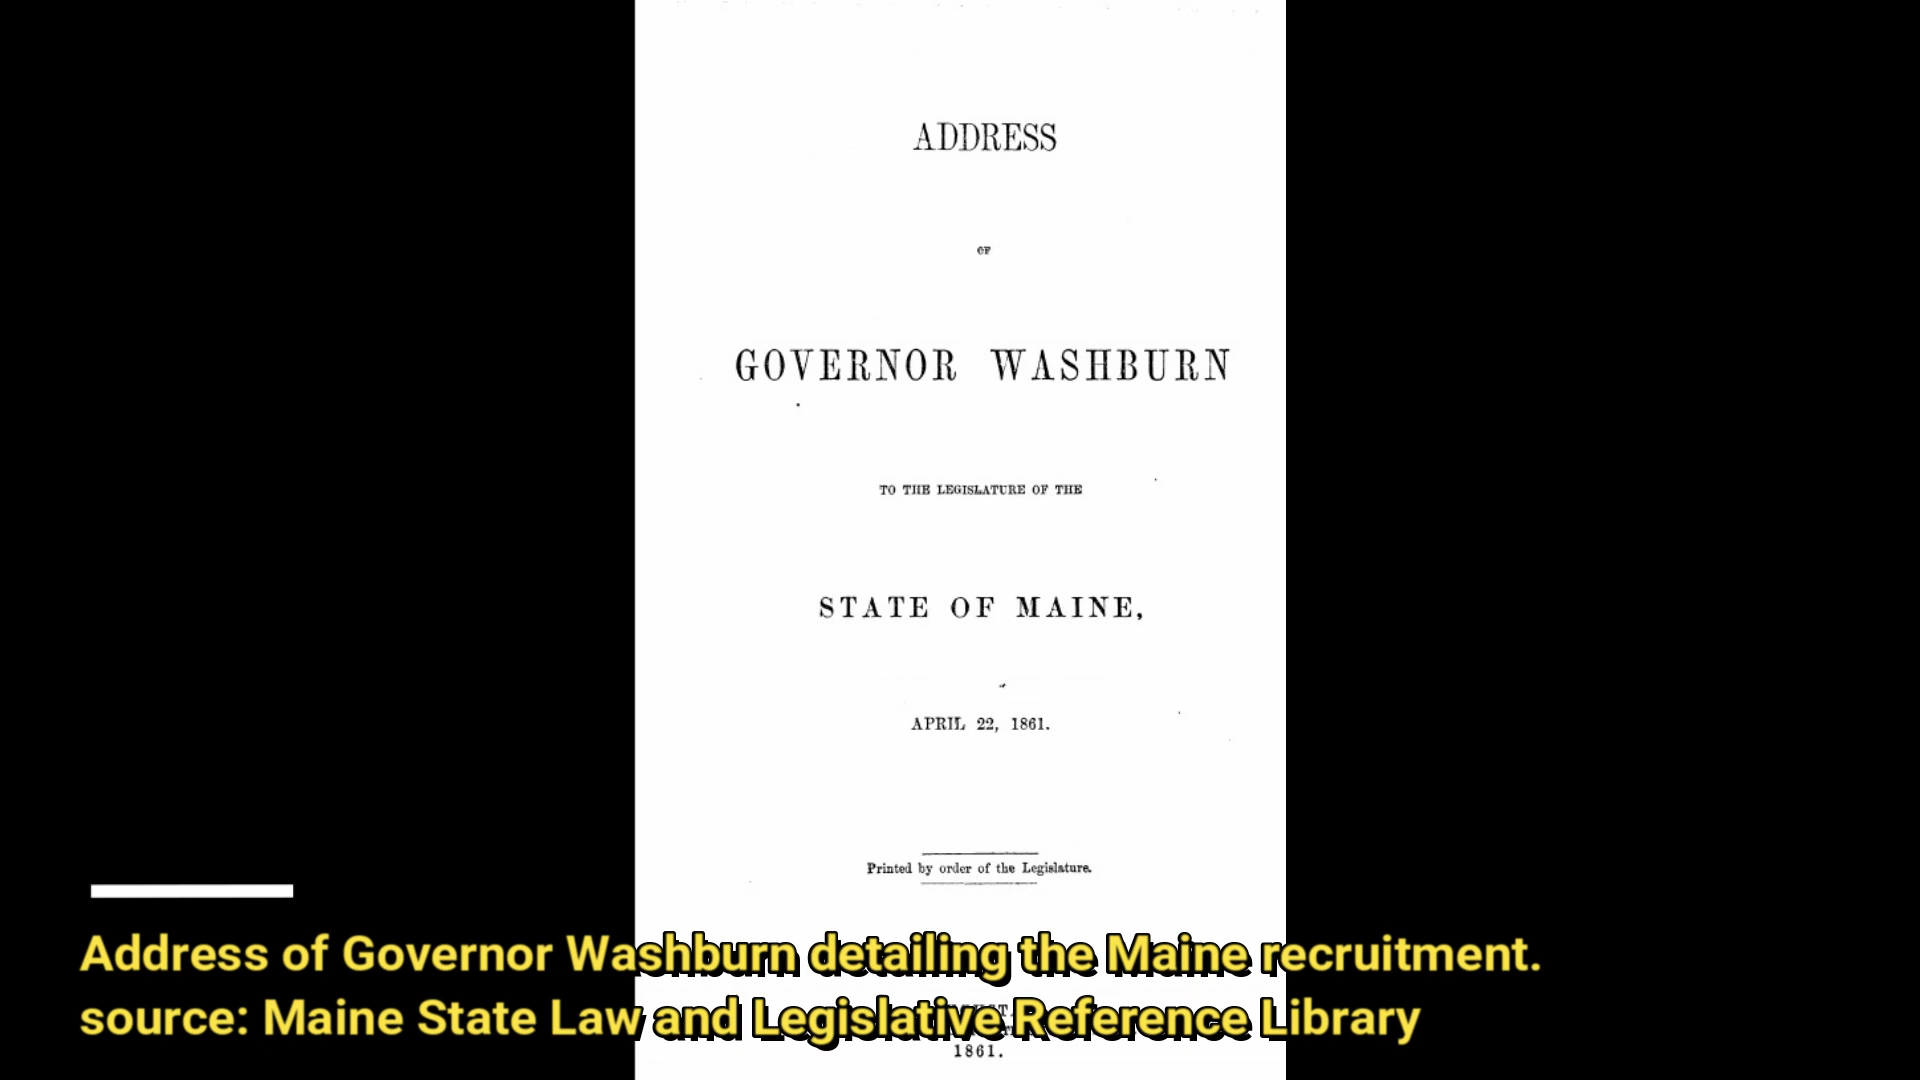 ADDRESS
OF
GOVERNOR WASHBURN
TO THE LEGISLATURE OF THE
STATE OF MAINE,
APRIL 22, 1861.
Printed by order of the Legislature.
Address of Governor Washburn detailing the Maine recruitment.
source: Maine State Law and Legislative Reference Library
1861.